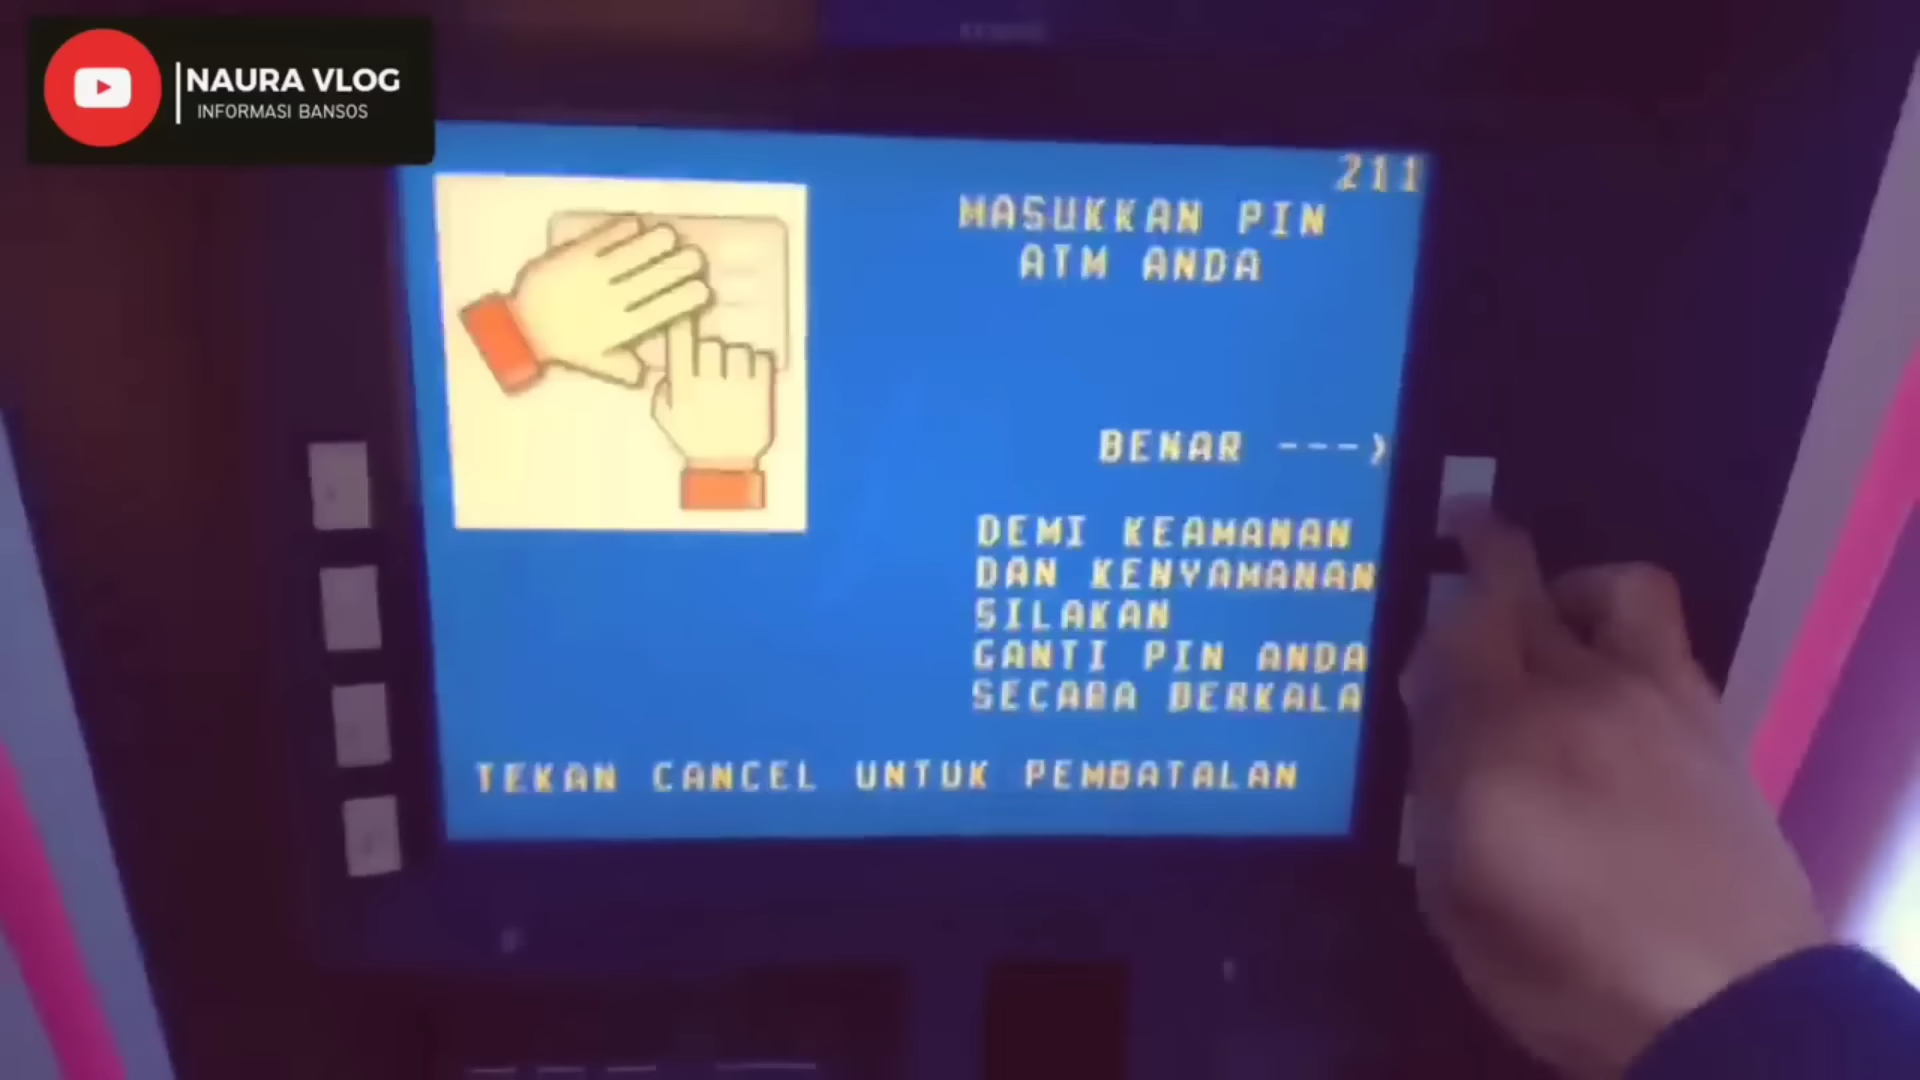 NAURA VLOG
INFORMASI BANSOS
211
MASUKKAN PIN
ATM ANDA
BENAR --->
DEMI KEAMANAN
DAN KENYAMANAN
SILAKAN
GANTI PIN ANDA
SECARA BERKALA
TEKAN CANCEL UNTUK PEMBATALAN